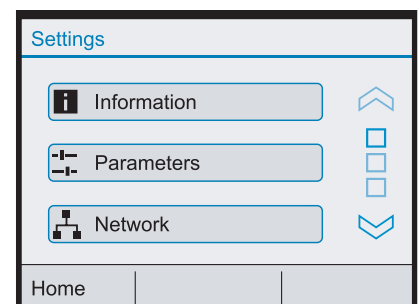 Settings
Information
Parameters
Network
Home